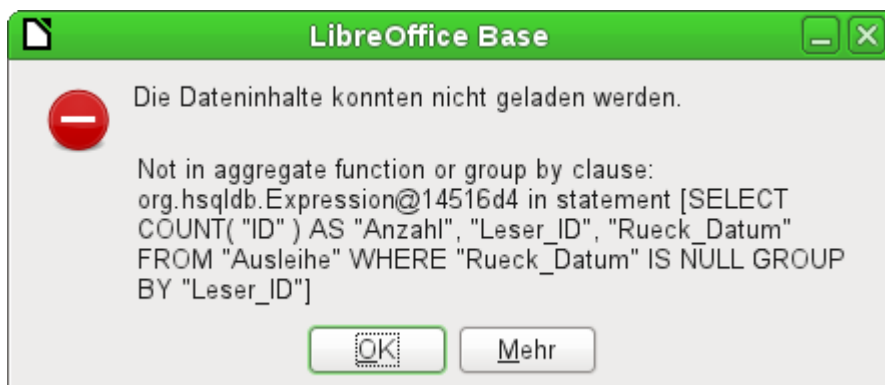 LibreOffice Base
Die Dateninhalte konnten nicht geladen werden.
Not in aggregate function or group by clause:
org.hsqldb.Expression@14516d4 in statement [SELECT
COUNT( "ID" ) AS "Anzahl", "Leser_ID", "Rueck_Datum"
FROM "Ausleihe" WHERE "Rueck_Datum" IS NULL GROUP
BY "Leser_ID"]
OK
Mehr